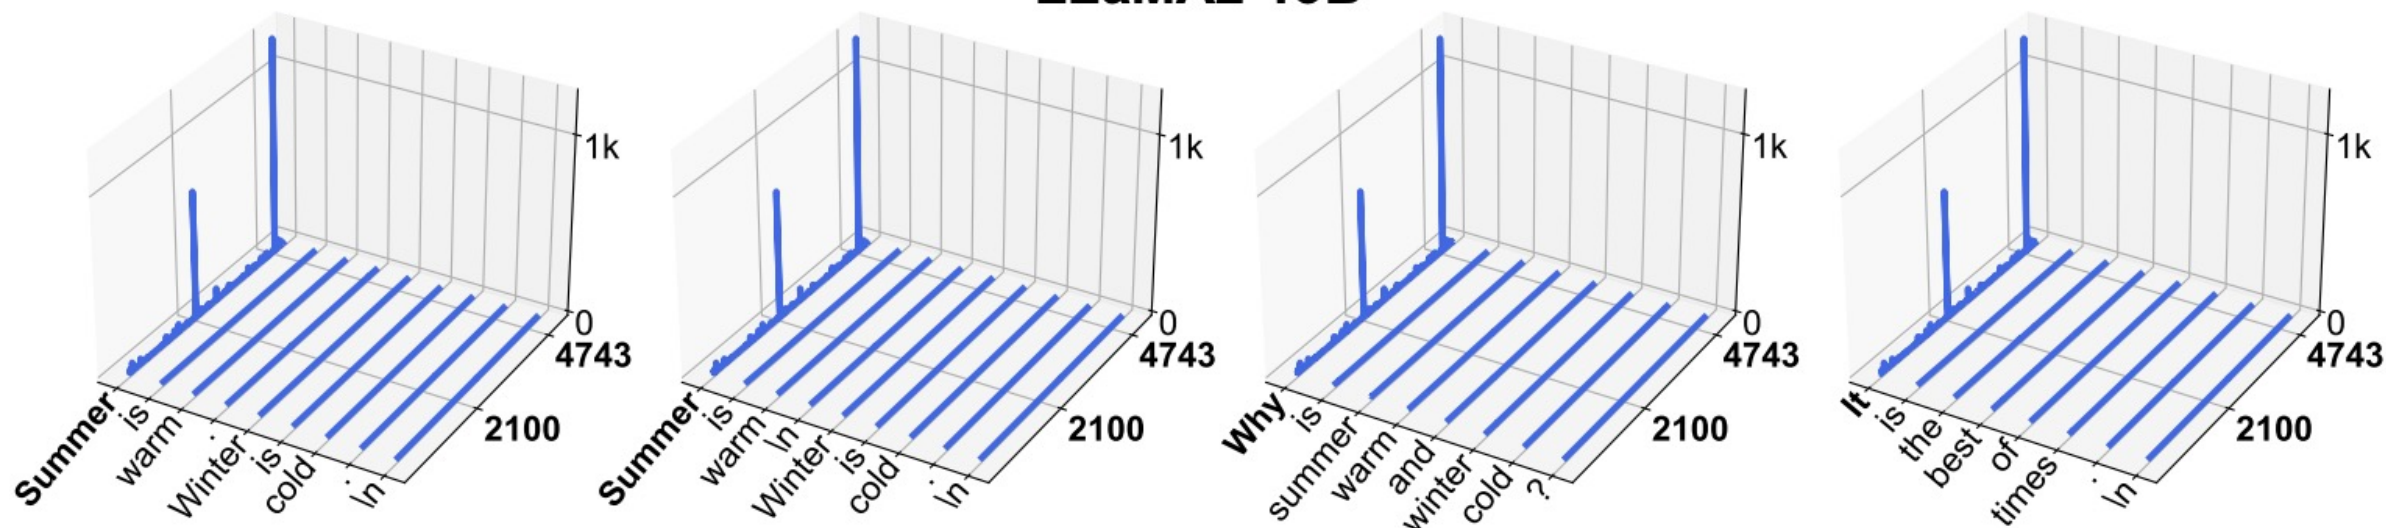 1k
0
4743
2100
Summer
is
warm
.
Winter
is
cold
.
\n
1k
0
4743
2100
Summer
is
warm
\n
Winter
is
cold
.
\n
1k
0
4743
2100
Why
is
summer
warm
and
winter
cold
?
1k
0
4743
2100
It
is
the
best
of
times
.
\n